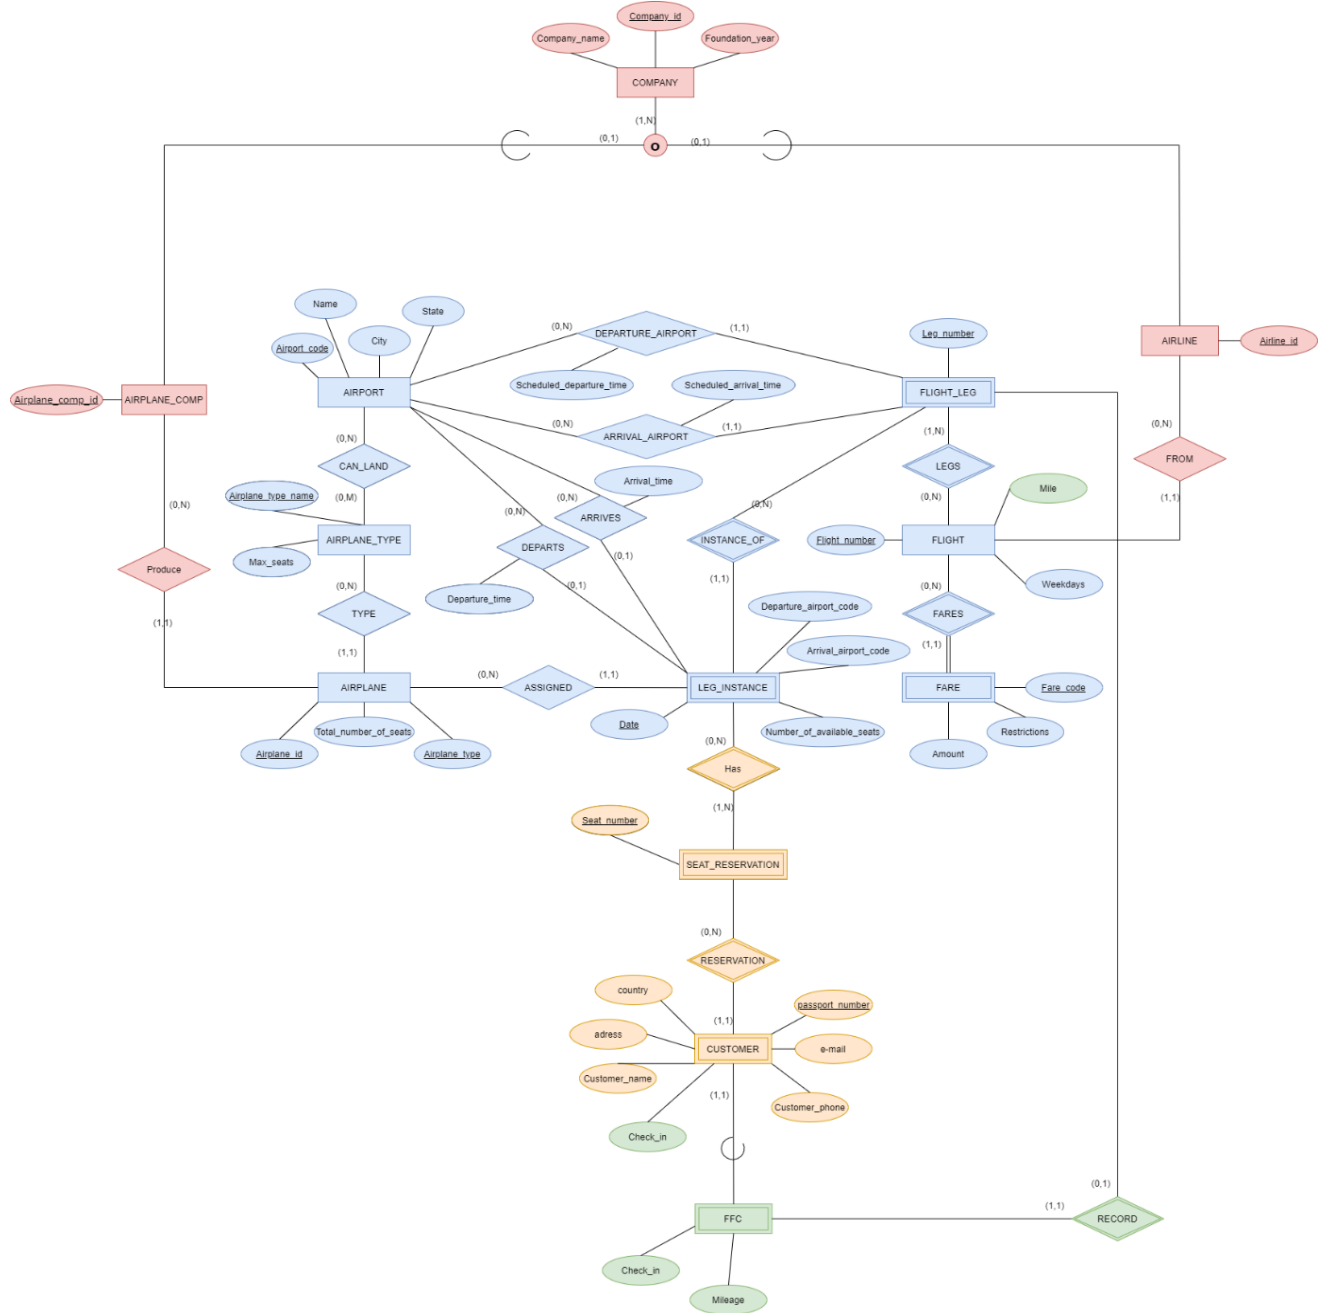 Company_id
Company_name
Foundation_year
COMPANY
(1,N)
(0,1)
O
(0,1)
Name
State
Airport_code
City
(0,N)
DEPARTURE_AIRPORT
(1,1)
Leg_number
AIRLINE
Airline_id
Scheduled_departure_time
Scheduled_arrival_time
Airplane_comp_id
AIRPLANE_COMP
AIRPORT
FLIGHT_LEG
(0,N)
ARRIVAL_AIRPORT
(1,1)
(0,N)
(1,N)
(0,N)
CAN_LAND
LEGS
FROM
Arrival_time
Mile
Airplane_type_name
(0,M)
(0,N)
(0,N)
(1,1)
(0,N)
(0,N)
(0,N)
ARRIVES
AIRPLANE_TYPE
DEPARTS
INSTANCE_OF
Flight_number
FLIGHT
Max_seats
(0,1)
Produce
(0,N)
(0,1)
(1,1)
(0,N)
Weekdays
Departure_time
Departure_airport_code
TYPE
FARES
(1,1)
(1,1)
Arrival_airport_code
(1,1)
AIRPLANE
(0,N)
ASSIGNED
(1,1)
LEG_INSTANCE
FARE
Fare_code
Date
Total_number_of_seats
Number_of_available_seats
Restrictions
Airplane_id
Airplane_type
(0,N)
Amount
Has
(1,N)
Seat_number
SEAT_RESERVATION
(0,N)
RESERVATION
country
passport_number
(1,1)
adress
CUSTOMER
e-mail
Customer_name
(1,1)
Customer_phone
Check_in
(0,1)
(1,1)
FFC
RECORD
Check_in
Mileage